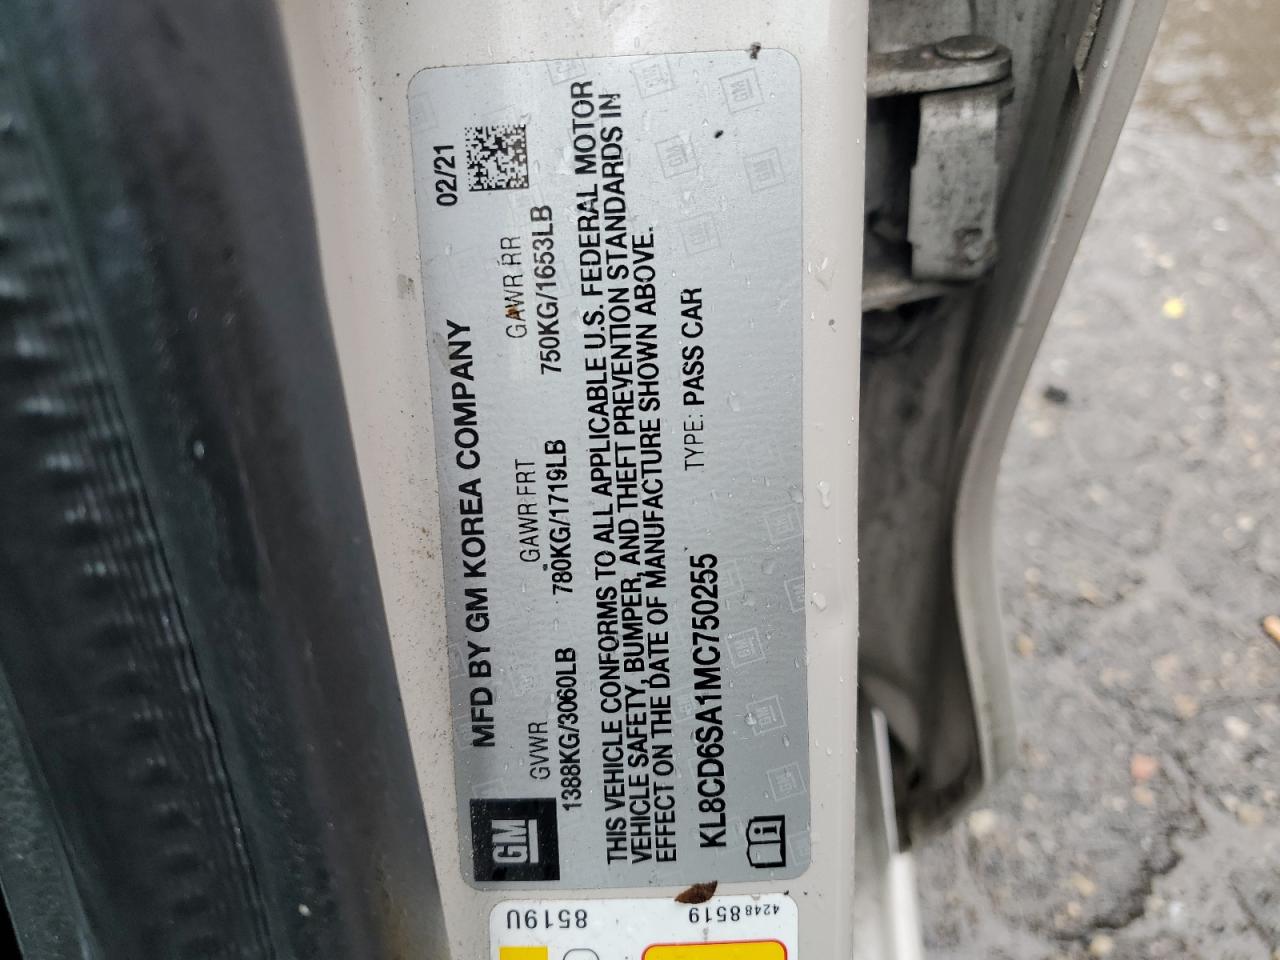 MFD BY GM KOREA COMPANY 02/21
GVWR GAWR FRT GAWR RR
1388KG/3060LB 780KG/1719LB 750KG/1653LB
THIS VEHICLE CONFORMS TO ALL APPLICABLE U.S. FEDERAL MOTOR
VEHICLE SAFETY, BUMPER, AND THEFT PREVENTION STANDARDS IN
EFFECT ON THE DATE OF MANUFACTURE SHOWN ABOVE.
KL8CD6SA1MC750255 TYPE: PASS CAR
GM
8519U
42488519